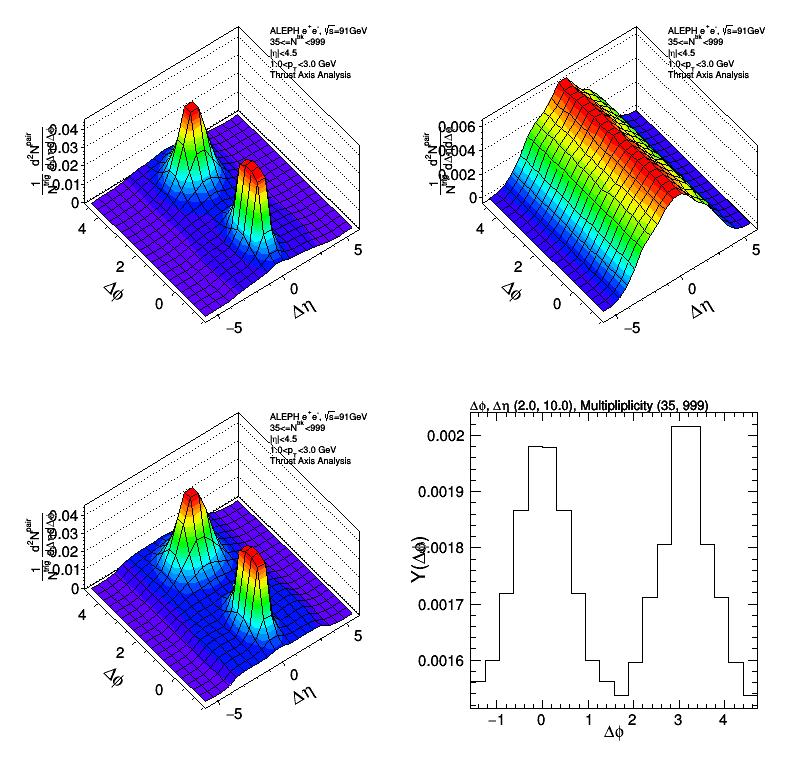 ALEPH e⁺e⁻, √s=91GeV
35<=N_trk<999
|η|<4.5
1.0<p_T<3.0 GeV
Thrust Axis Analysis
0.04
0.03
0.02
0.01
0
4
2
0
Δϕ
−5
0
5
Δη
ALEPH e⁺e⁻, √s=91GeV
35<=N_trk<999
|η|<4.5
1.0<p_T<3.0 GeV
Thrust Axis Analysis
0.006
0.004
0.002
0
4
2
0
Δϕ
−5
0
5
Δη
ALEPH e⁺e⁻, √s=91GeV
35<=N_trk<999
|η|<4.5
1.0<p_T<3.0 GeV
Thrust Axis Analysis
0.04
0.03
0.02
0.01
0
4
2
0
Δϕ
−5
0
5
Δη
Δϕ, Δη (2.0, 10.0), Multipliplicity (35, 999)
0.002
0.0019
0.0018
0.0017
0.0016
Y(Δϕ)
−1 0 1 2 3 4
Δϕ